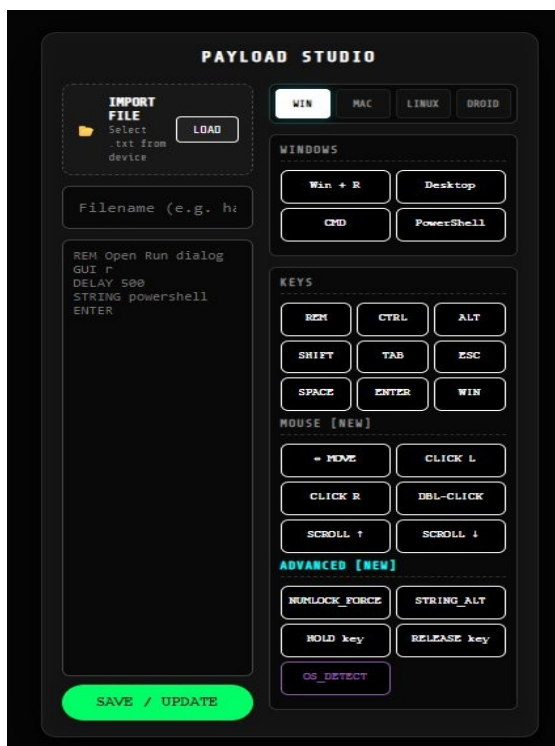 PAYLOAD STUDIO
IMPORT
FILE
Select
.txt from
device
LOAD
Filename (e.g. ha
REM Open Run dialog
GUI r
DELAY 500
STRING powershell
ENTER
SAVE / UPDATE
WIN MAC LINUX DROID
WINDOWS
Win + R Desktop
CMD PowerShell
KEYS
REM CTRL ALT
SHIFT TAB ESC
SPACE ENTER WIN
MOUSE [NEW]
⇔ MOVE CLICK L
CLICK R DBL-CLICK
SCROLL ↑ SCROLL ↓
ADVANCED [NEW]
NUMLOCK_FORCE STRING_ALT
HOLD key RELEASE key
OS_DETECT